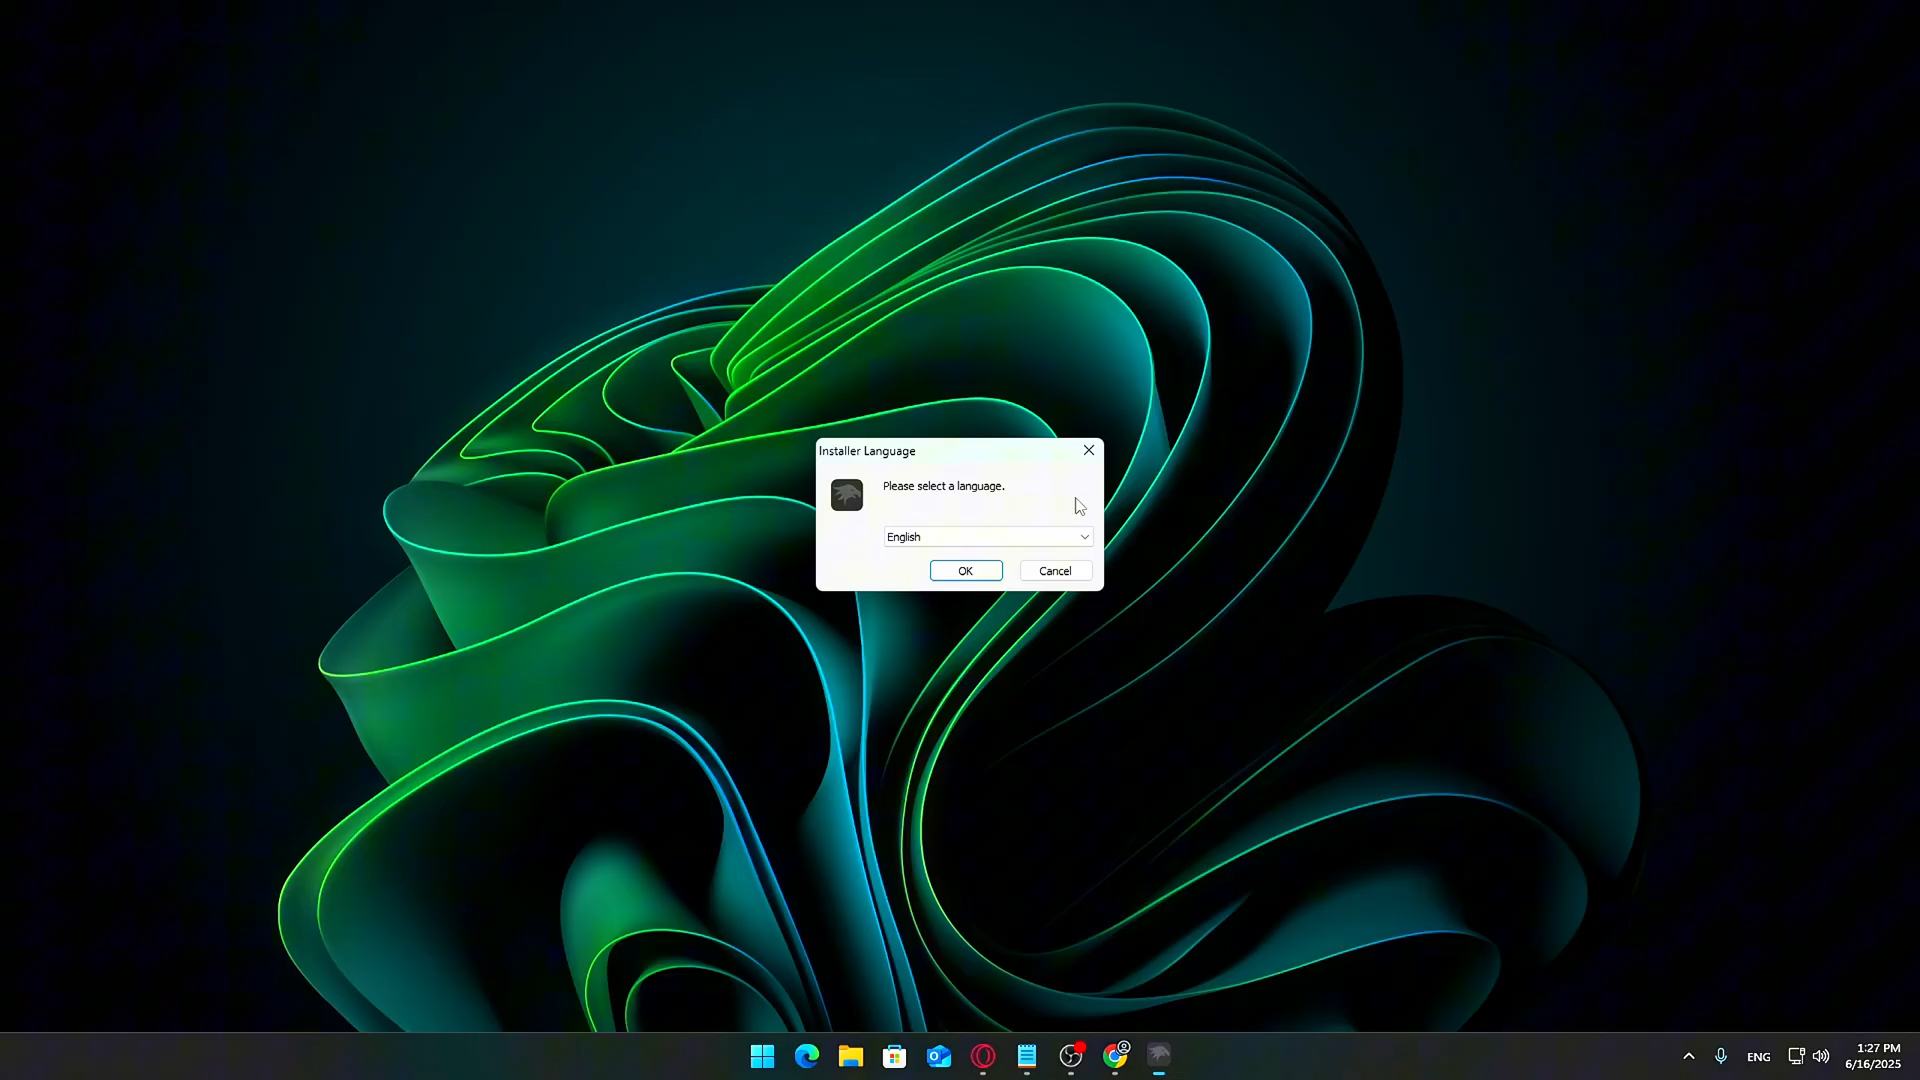 Installer Language
Please select a language.
English
OK
Cancel
ENG
1:27 PM
6/16/2025